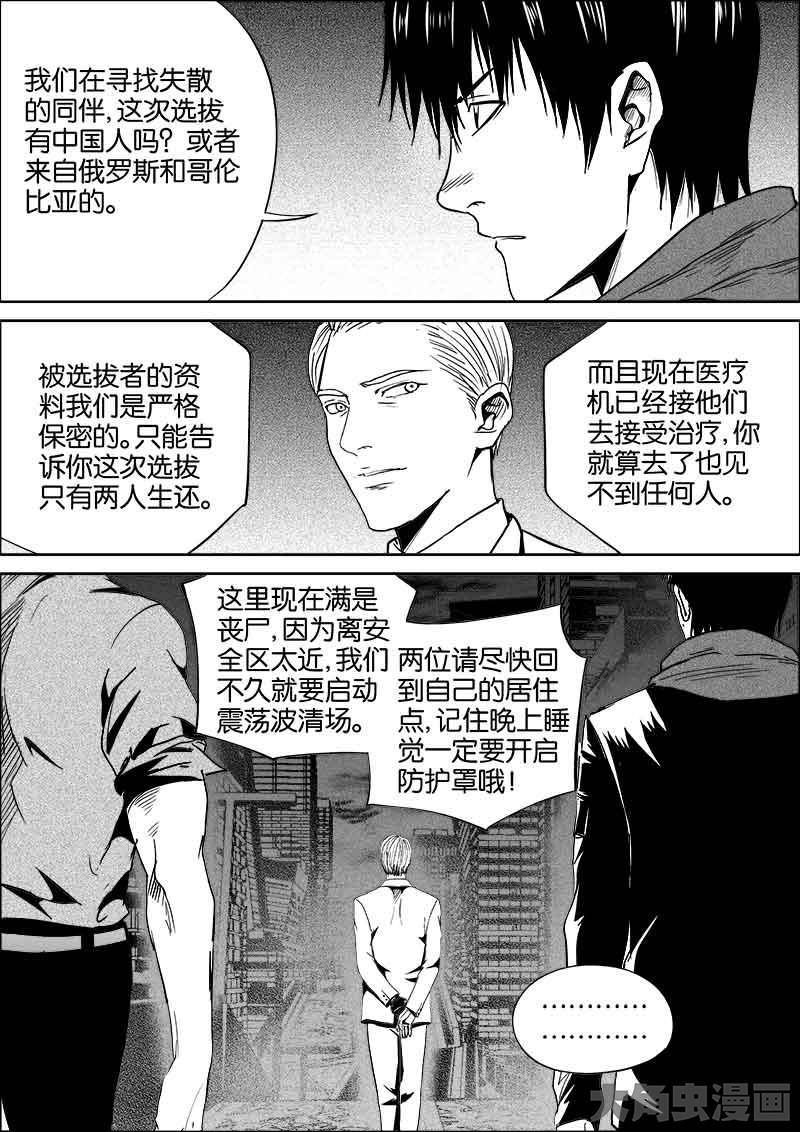 我们在寻找失散
的同伴,这次选拔
有中国人吗？或者
来自俄罗斯和哥伦
比亚的。
被选拔者的资
料我们是严格
保密的。只能告
诉你这次选拔
只有两人生还。
而且现在医疗
机已经接他们
去接受治疗,你
就算去了也见
不到任何人。
这里现在满是
丧尸,因为离安
全区太近,我们
不久就要启动
震荡波清场。
两位请尽快回
到自己的居住
点,记住晚上睡
觉一定要开启
防护罩哦！
…………
…………
大角虫漫画